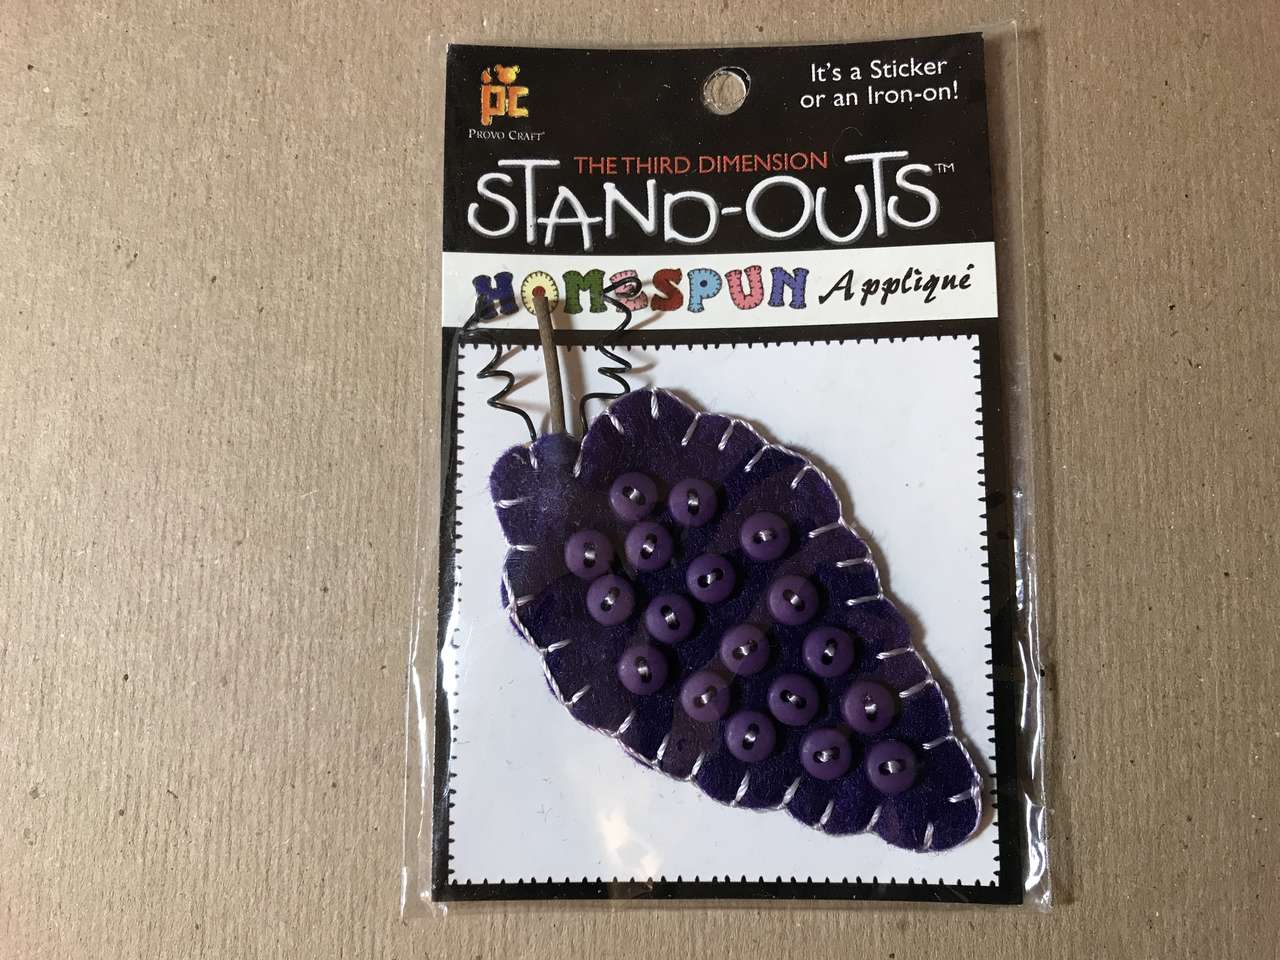 pc
PROVO CRAFT®
It's a Sticker
or an Iron-on!
THE THIRD DIMENSION
STAND-OUTS™
HOMESPUN Appliqué